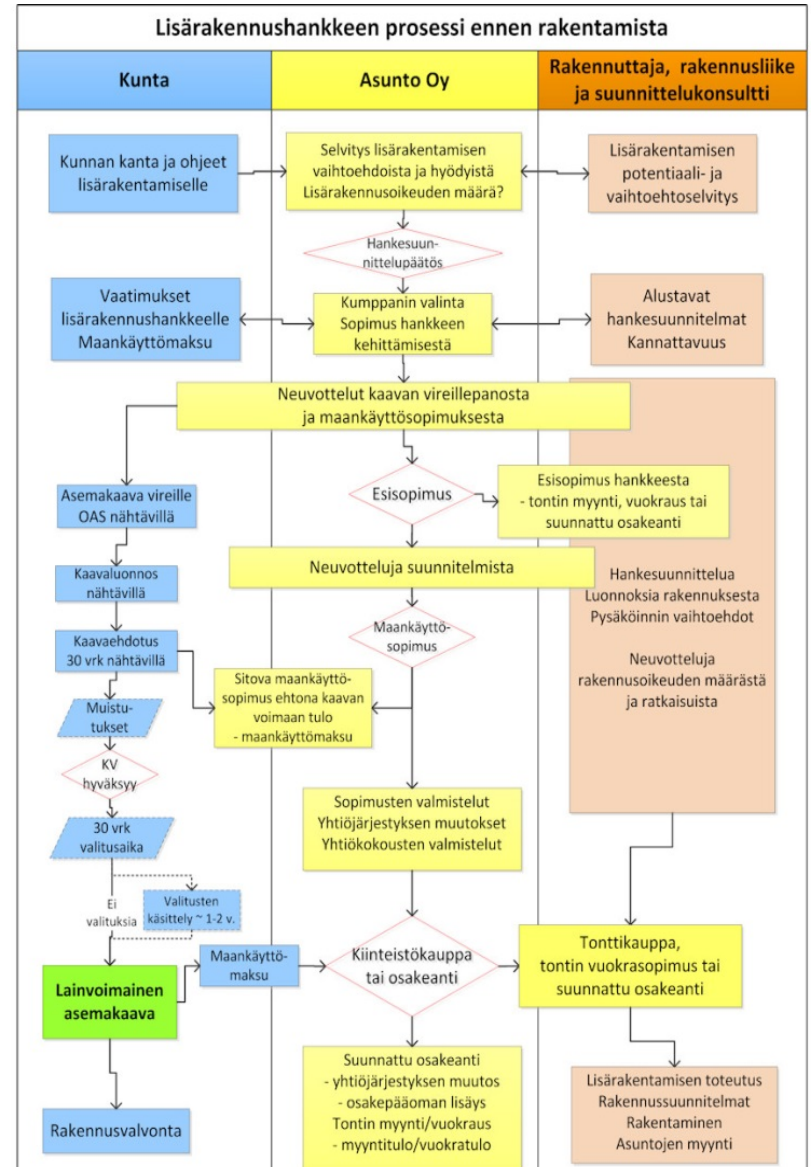 Lisärakennushankkeen prosessi ennen rakentamista
Kunta
Asunto Oy
Rakennuttaja, rakennusliike
ja suunnittelukonsultti
Kunnan kanta ja ohjeet
lisärakentamiselle
Selvitys lisärakentamisen
vaihtoehdoista ja hyödyistä
Lisärakennusoikeuden määrä?
Lisärakentamisen
potentiaali- ja
vaihtoehtoselvitys
Hankesuun-
nittelupäätös
Vaatimukset
lisärakennushankkeelle
Maankäyttömaksu
Kumppanin valinta
Sopimus hankkeen
kehittämisestä
Alustavat
hankesuunnitelmat
Kannattavuus
Neuvottelut kaavan vireillepanosta
ja maankäyttösopimuksesta
Asemakaava vireille
OAS nähtävillä
Esisopimus
Esisopimus hankkeesta
- tontin myynti, vuokraus tai
suunnattu osakeanti
Kaavaluonnos
nähtävillä
Neuvotteluja suunnitelmista
Hankesuunnittelua
Luonnoksia rakennuksesta
Pysäköinnin vaihtoehdot
Neuvotteluja
rakennusoikeuden määrästä
ja ratkaisuista
Kaavaehdotus
30 vrk nähtävillä
Maankäyttö-
sopimus
Sitova maankäyttö-
sopimus ehtona kaavan
voimaan tulo
- maankäyttömaksu
Muistu-
tukset
KV
hyväksyy
30 vrk
valitusaika
Sopimusten valmistelut
Yhtiöjärjestyksen muutokset
Yhtiökokousten valmistelut
Ei
valituksia
Valitusten
käsittely ~ 1-2 v.
Lainvoimainen
asemakaava
Maankäyttö-
maksu
Kiinteistökauppa
tai osakeanti
Tonttikauppa,
tontin vuokrasopimus tai
suunnattu osakeanti
Rakennusvalvonta
Suunnattu osakeanti
- yhtiöjärjestyksen muutos
- osakepääoman lisäys
Tontin myynti/vuokraus
- myyntitulo/vuokratulo
Lisärakentamisen toteutus
Rakennussuunnitelmat
Rakentaminen
Asuntojen myynti